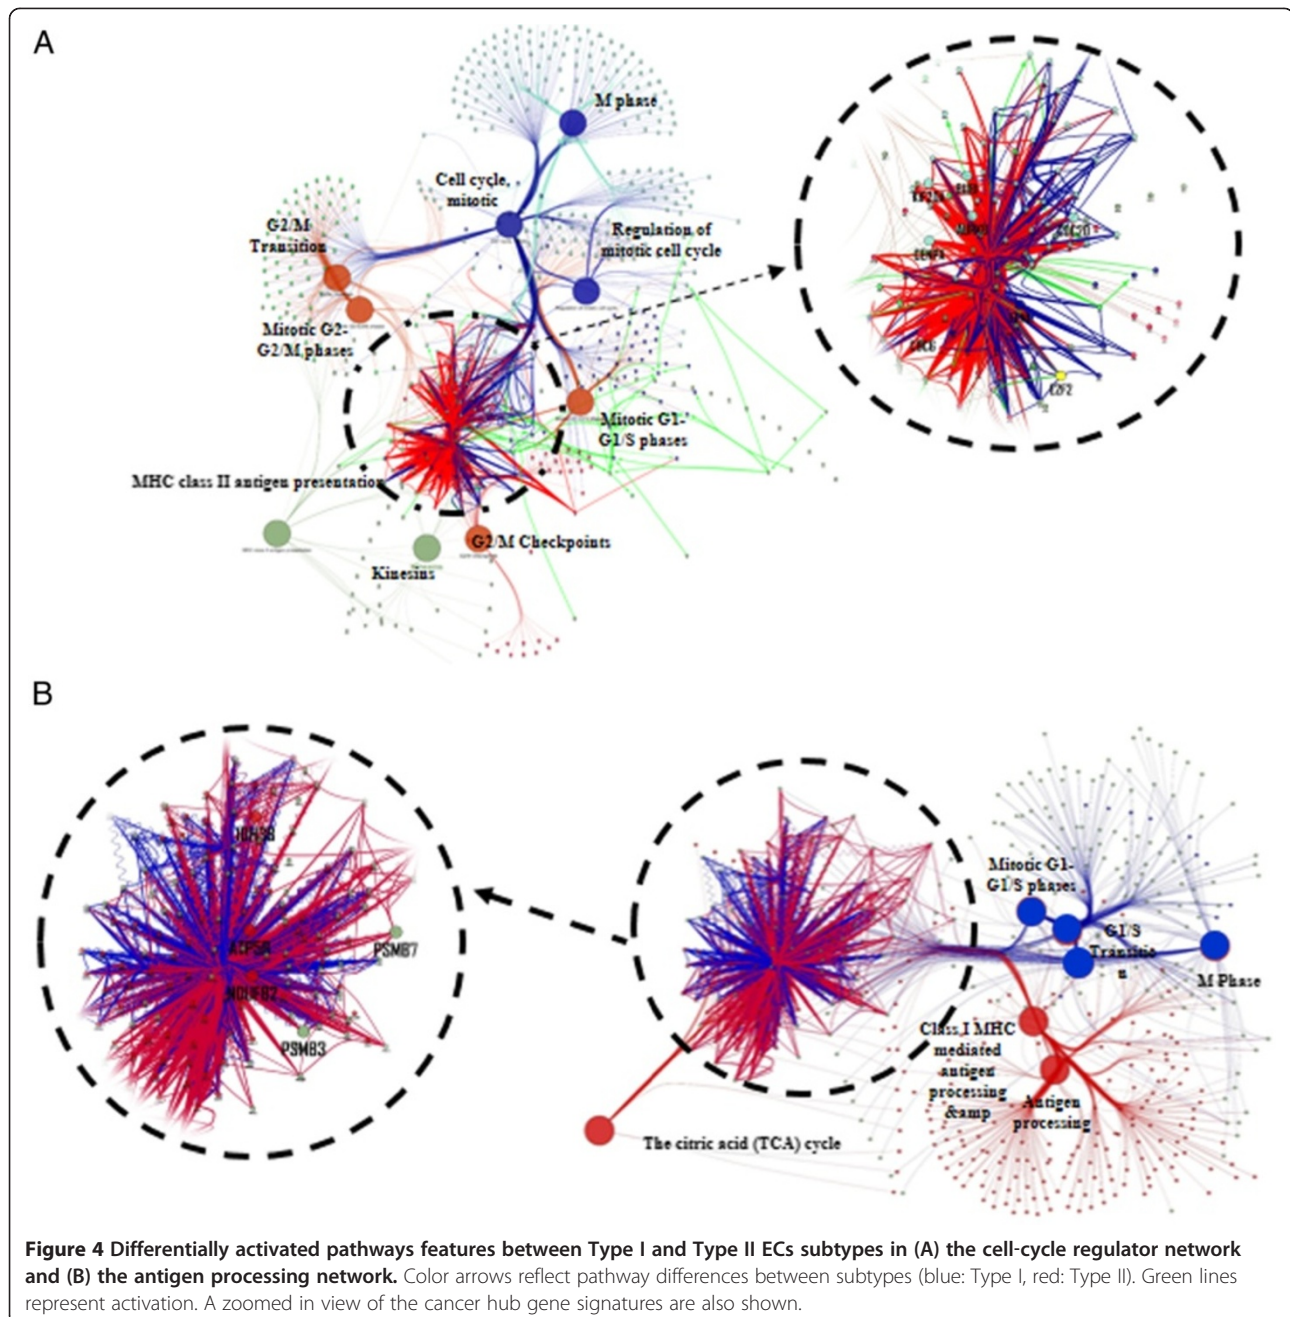 A
M phase
Cell cycle,
mitotic
G2/M
Transition
Regulation of
mitotic cell cycle
Mitotic G2-
G2/M phases
Mitotic G1-
G1/S phases
MHC class II antigen presentation
G2/M Checkpoints
Kinesins
CDC20
CENPA
CDC6
E2F2
B
PSMB7
NDUFB2
PSMB3
Mitotic G1-
G1/S phases
G1/S
Transitio
n
M Phase
Class I MHC
mediated
antigen
processing
&amp
Antigen
processing
The citric acid (TCA) cycle
Figure 4 Differentially activated pathways features between Type I and Type II ECs subtypes in (A) the cell-cycle regulator network
and (B) the antigen processing network. Color arrows reflect pathway differences between subtypes (blue: Type I, red: Type II). Green lines
represent activation. A zoomed in view of the cancer hub gene signatures are also shown.